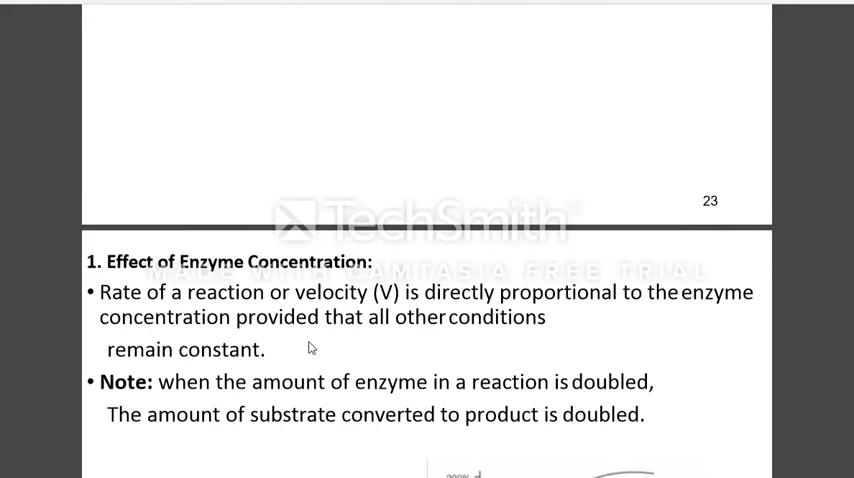 23
TechSmith
MADE WITH CAMTASIA FREE TRIAL
1. Effect of Enzyme Concentration:
• Rate of a reaction or velocity (V) is directly proportional to the enzyme
concentration provided that all other conditions
remain constant.
• Note: when the amount of enzyme in a reaction is doubled,
The amount of substrate converted to product is doubled.